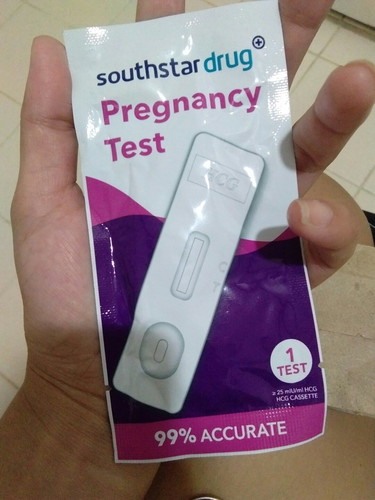 southstar drug
Pregnancy
Test
HCG
C
T
1
TEST
≥ 25 mIU/ml HCG
HCG CASSETTE
99% ACCURATE